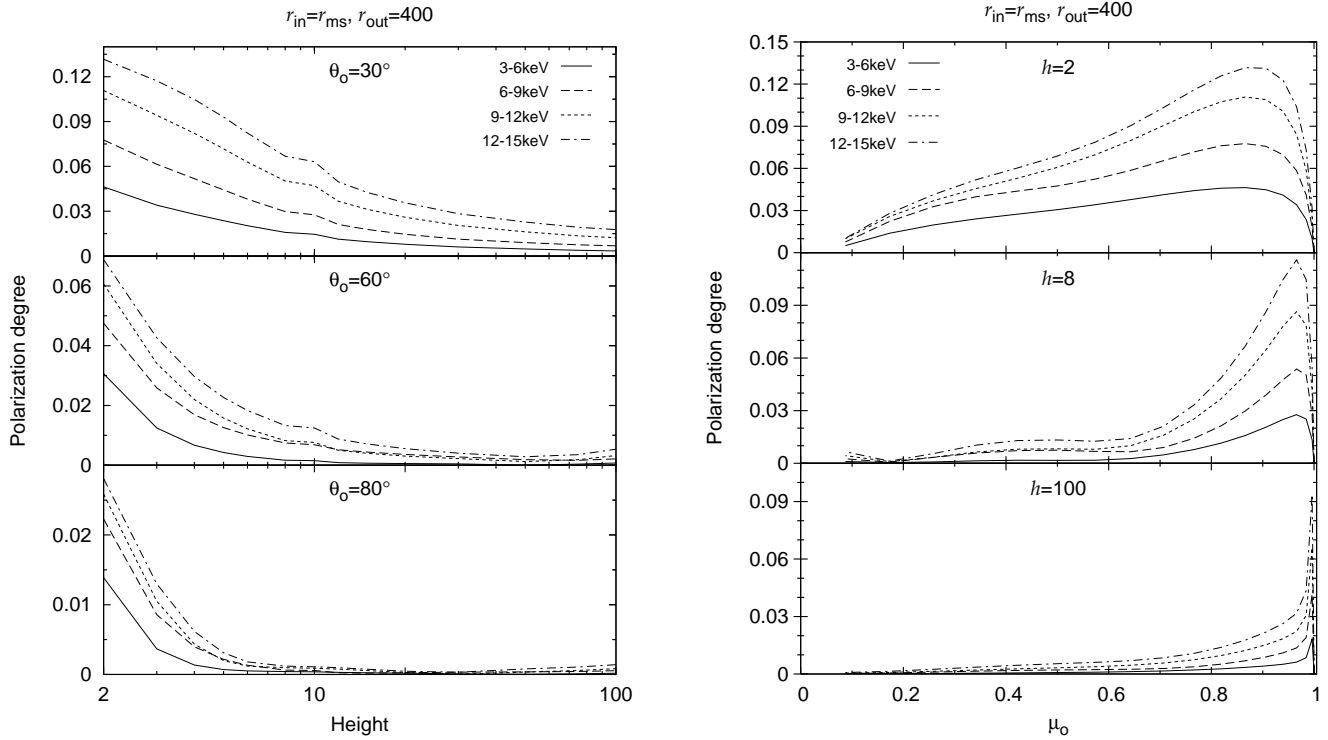 r_in=r_ms, r_out=400
θ_o=30°
3-6keV
6-9keV
9-12keV
12-15keV
0.12
0.09
0.06
0.03
0
θ_o=60°
0.06
0.04
0.02
0
θ_o=80°
0.02
0.01
0
2
10
100
Polarization degree
Height
r_in=r_ms, r_out=400
h=2
3-6keV
6-9keV
9-12keV
12-15keV
0.15
0.12
0.09
0.06
0.03
0
h=8
0.09
0.06
0.03
0
h=100
0.09
0.06
0.03
0
0
0.2
0.4
0.6
0.8
1
Polarization degree
μ_o